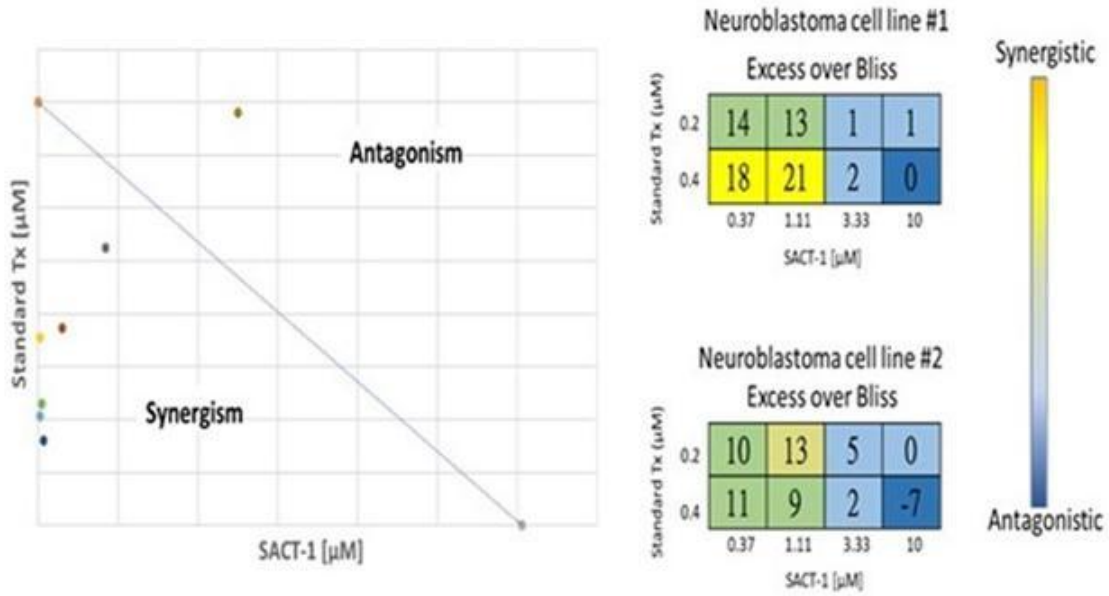 Standard Tx [µM]
Antagonism
Synergism
SACT-1 [µM]
Neuroblastoma cell line #1
Excess over Bliss
Standard Tx (µM)
0.2 14 13 1 1
0.4 18 21 2 0
0.37 1.11 3.33 10
SACT-1 [µM]
Neuroblastoma cell line #2
Excess over Bliss
Standard Tx (µM)
0.2 10 13 5 0
0.4 11 9 2 -7
0.37 1.11 3.33 10
SACT-1 [µM]
Synergistic
Antagonistic